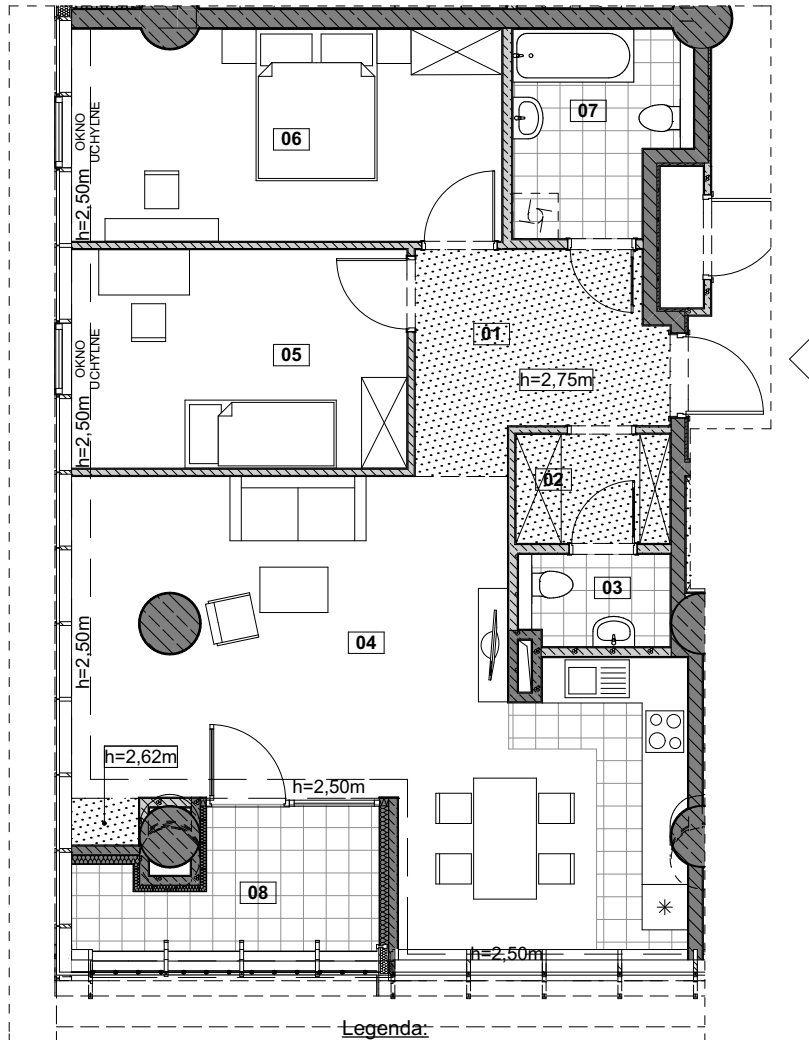 07
06
OKNO
UCHYLNE
h=2,50m
01
05
OKNO
UCHYLNE
h=2,75m
h=2,50m
02
03
04
h=2,50m
h=2,62m
h=2,50m
08
h=2,50m
Legenda: